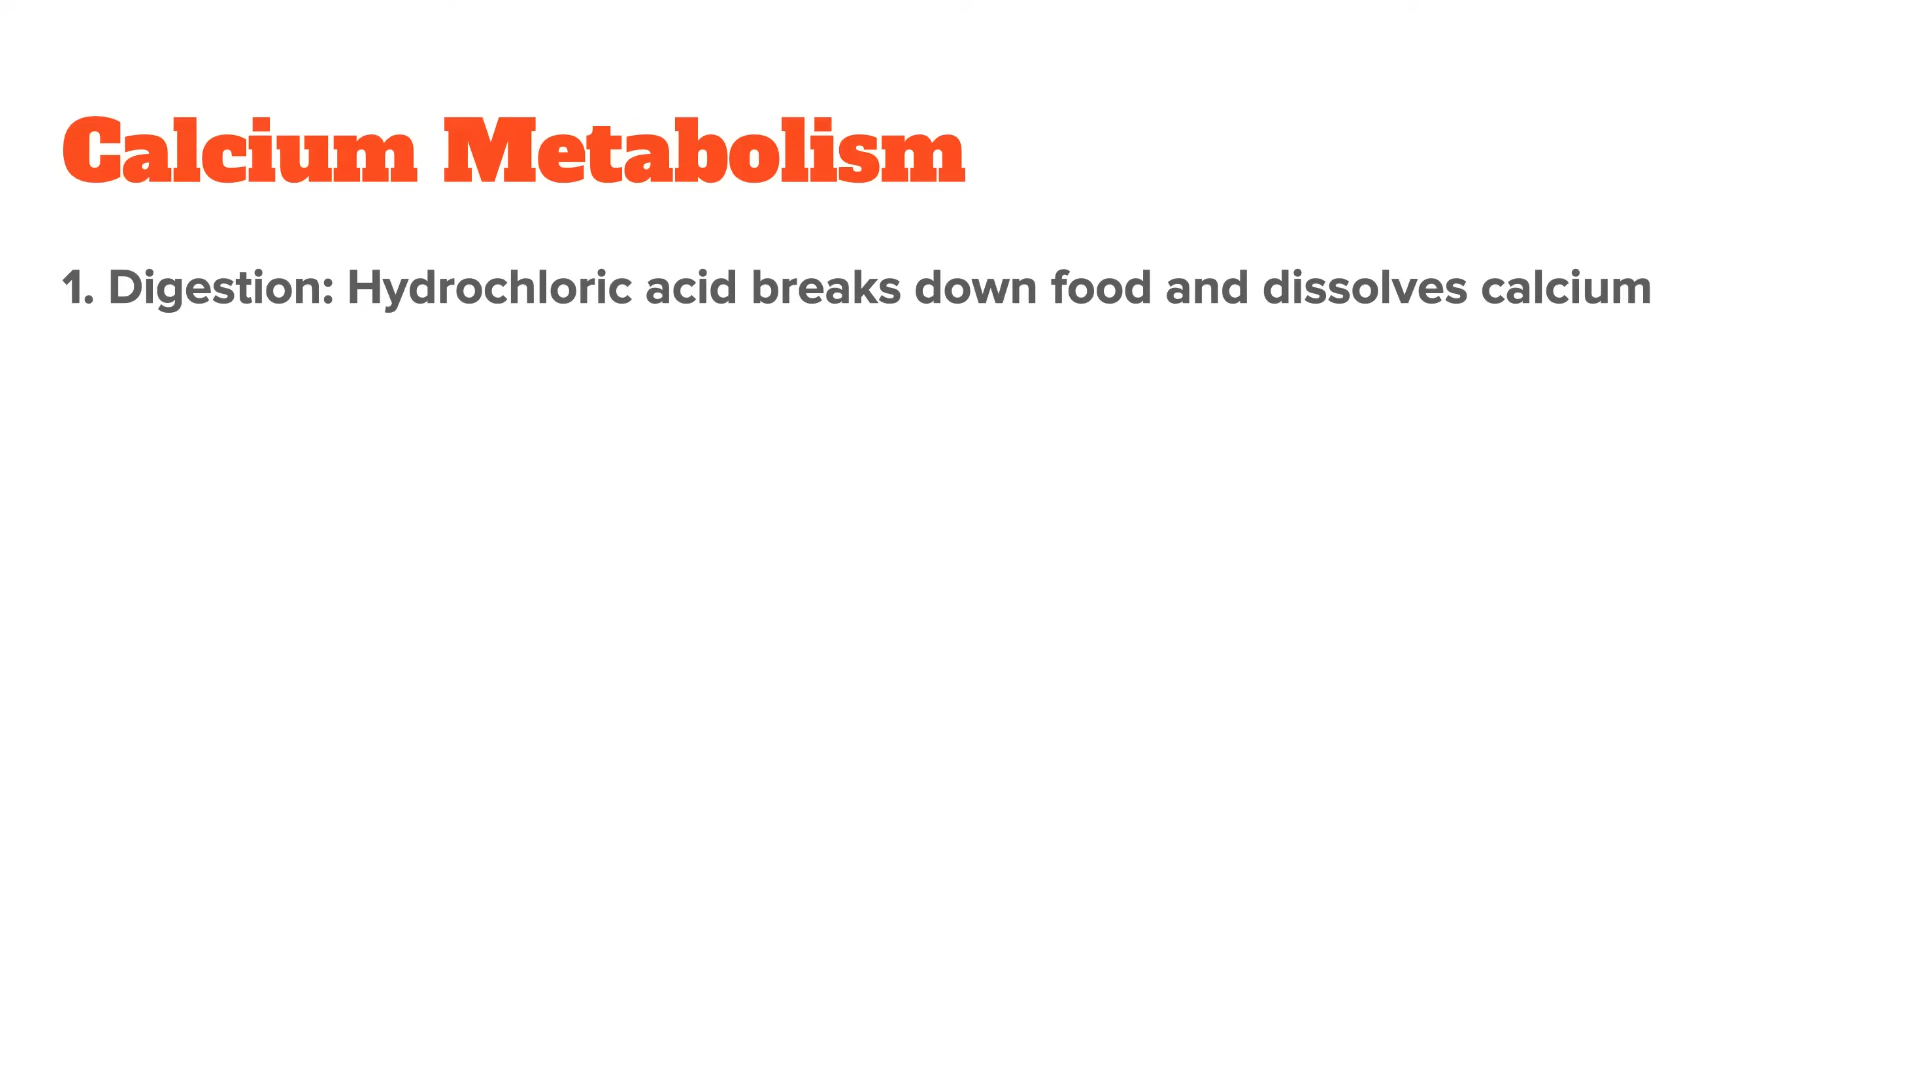 Calcium Metabolism
1. Digestion: Hydrochloric acid breaks down food and dissolves calcium